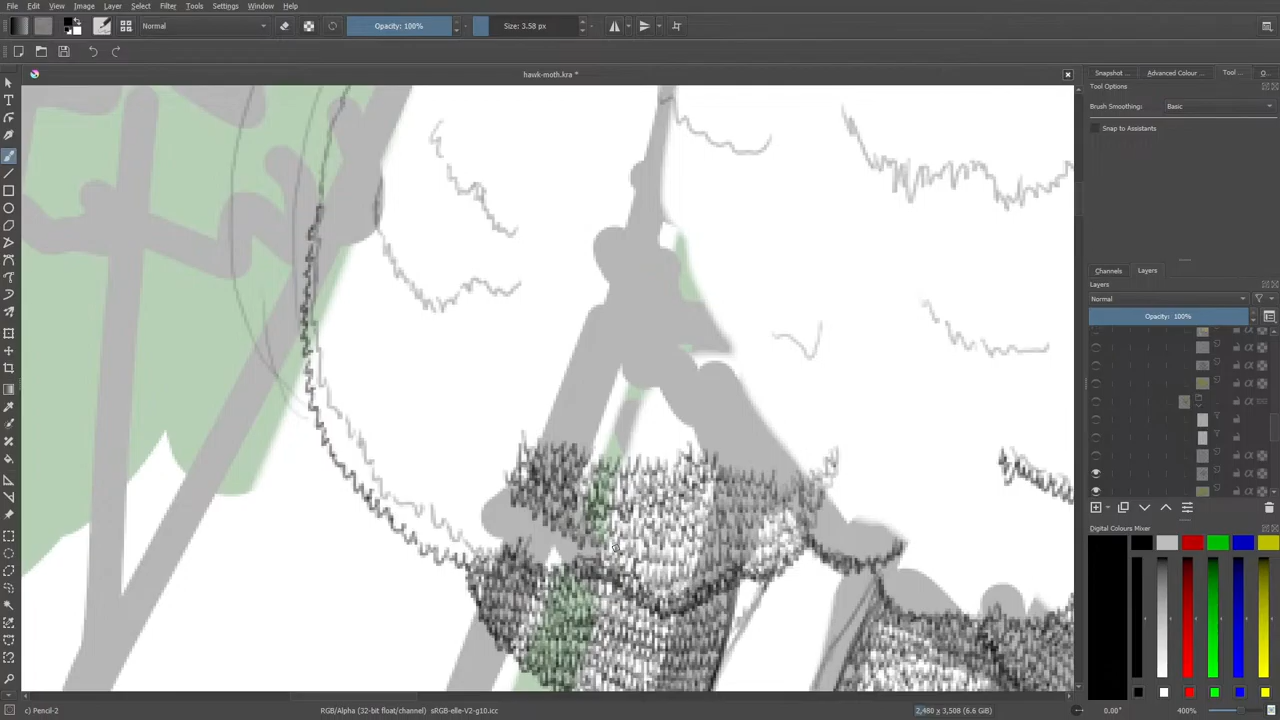 File Edit View Image Layer Select Filter Tools Settings Window Help
Normal Opacity: 100% Size: 3.58 px
hawk-moth.kra *
Snapshot ... Advanced Colour ... Tool ... O...
Tool Options
Brush Smoothing: Basic
Snap to Assistants
Channels Layers
Layers
Normal
Opacity: 100%
Digital Colours Mixer
c) Pencil-2 RGB/Alpha (32-bit float/channel) sRGB-elle-V2-g10.icc 2,480 x 3,508 (6.6 GiB) 0.00° 400%